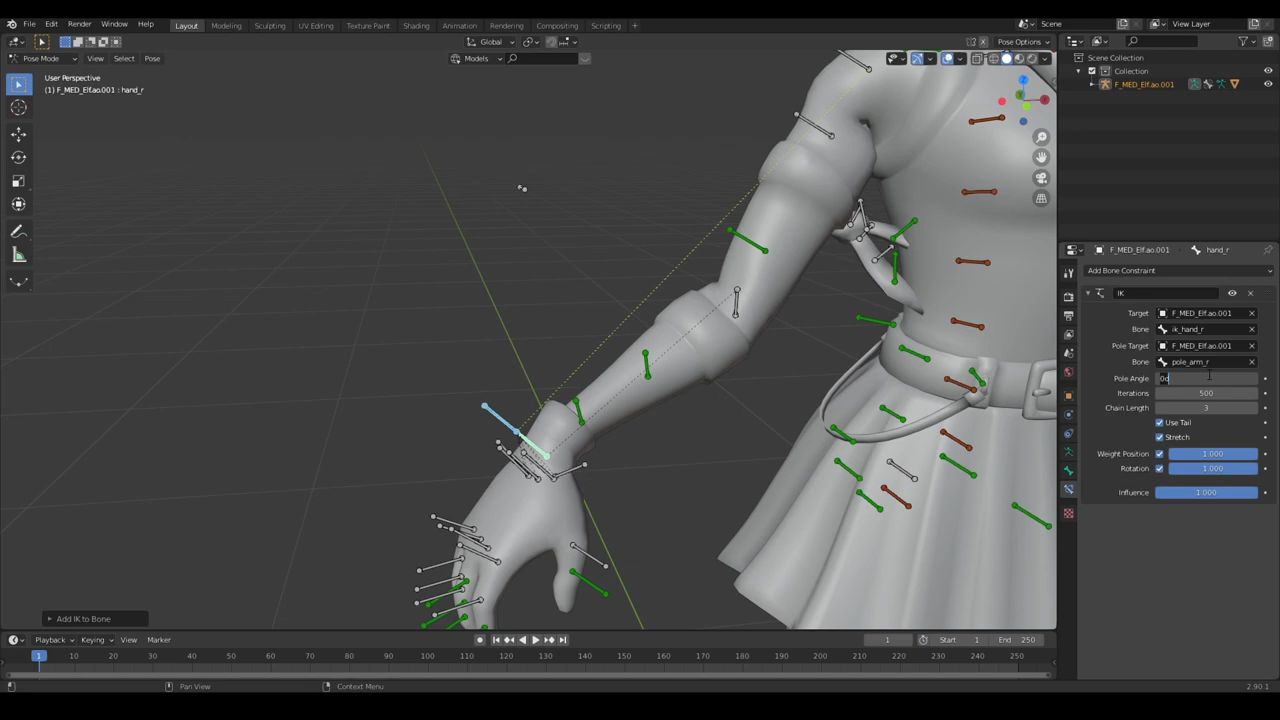 File Edit Render Window Help Layout Modeling Sculpting UV Editing Texture Paint Shading Animation Rendering Compositing Scripting + Scene View Layer
Global Pose Options
Pose Mode View Select Pose Models
User Perspective
(1) F_MED_Elf.ao.001 : hand_r
Scene Collection
Collection
F_MED_Elf.ao.001
F_MED_Elf.ao.001 hand_r
Add Bone Constraint
IK
Target F_MED_Elf.ao.001
Bone ik_hand_r
Pole Target F_MED_Elf.ao.001
Bone pole_arm_r
Pole Angle
Iterations 500
Chain Length 3
Use Tail
Stretch
Weight Position 1.000
Rotation 1.000
Influence 1.000
Add IK to Bone
Playback Keying View Marker 1 Start 1 End 250
1 10 20 30 40 50 60 70 80 90 100 110 120 130 140 150 160 170 180 190 200 210 220 230 240 250
Pan View Context Menu 2.90.1